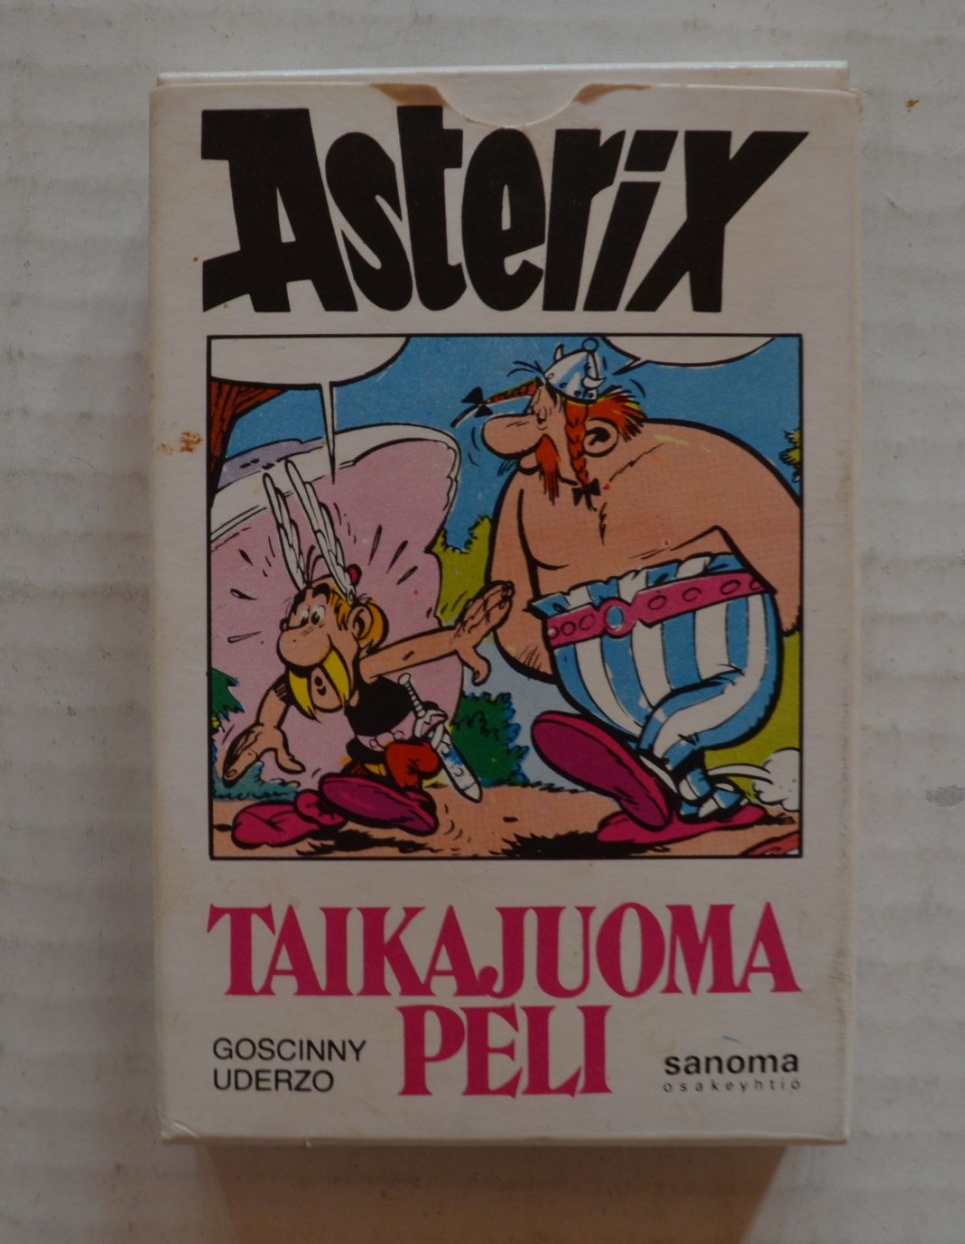 Asterix
TAIKAJUOMA
PELI
GOSCINNY
UDERZO
sanoma
osakeyhtiö